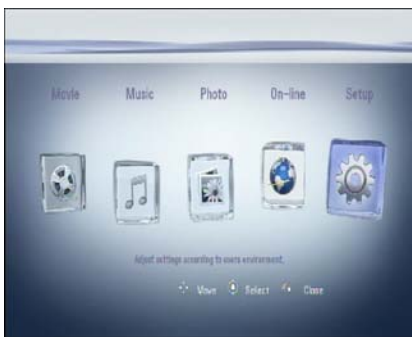 Movie Music Photo On-line Setup
Adjust settings according to users environment.
Move Select Close